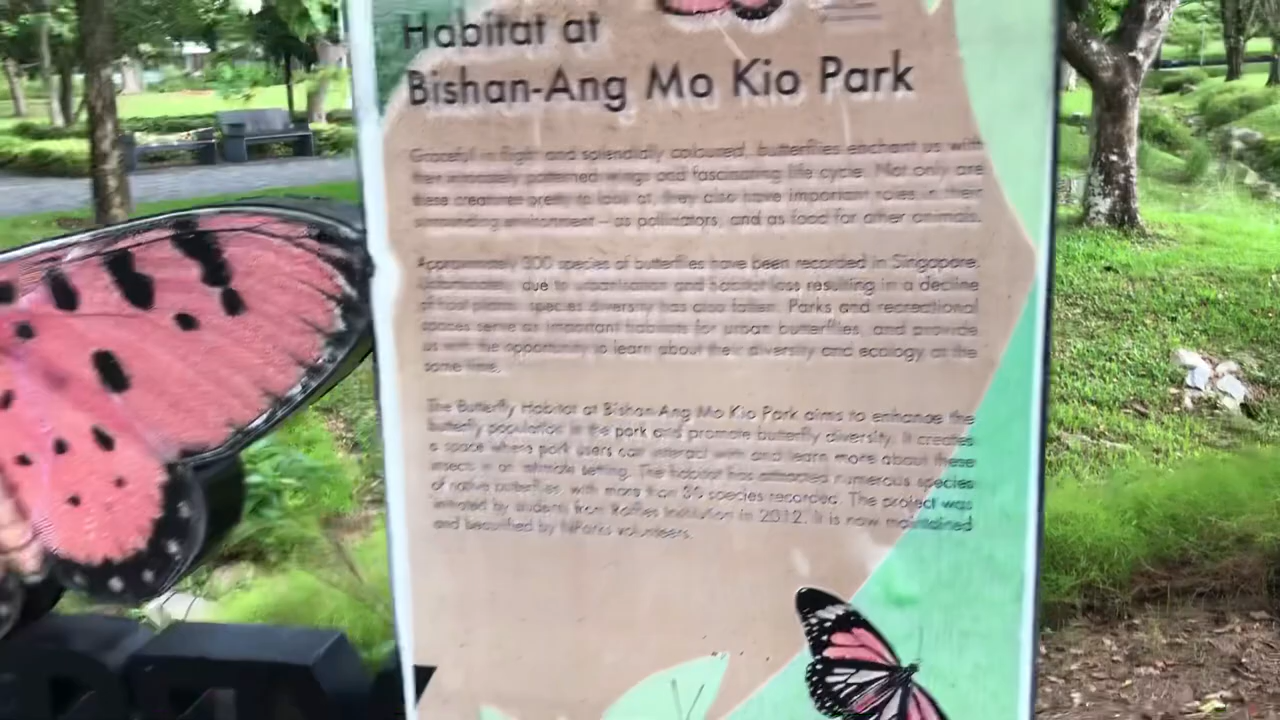 Habitat at
Bishan-Ang Mo Kio Park
Graceful in flight and splendidly coloured, butterflies enchant us with
their intricately patterned wings and fascinating life cycle. Not only are
these creatures pretty to look at, they also have important roles in their
surrounding environment – as pollinators, and as food for other animals.
Approximately 300 species of butterflies have been recorded in Singapore.
Unfortunately, due to urbanisation and habitat loss resulting in a decline
of host plants, species diversity has also fallen. Parks and recreational
spaces serve as important habitats for urban butterflies, and provide
us with the opportunity to learn about their diversity and ecology at the
same time.
The Butterfly Habitat at Bishan-Ang Mo Kio Park aims to enhance the
butterfly population in the park and promote butterfly diversity. It creates
a space where park users can interact with and learn more about these
insects in an intimate setting. The habitat has attracted numerous species
of native butterflies, with more than species recorded. The project was
initiated by students from Raffles Institution in 2012. It is now maintained
and beautified by NParks volunteers.